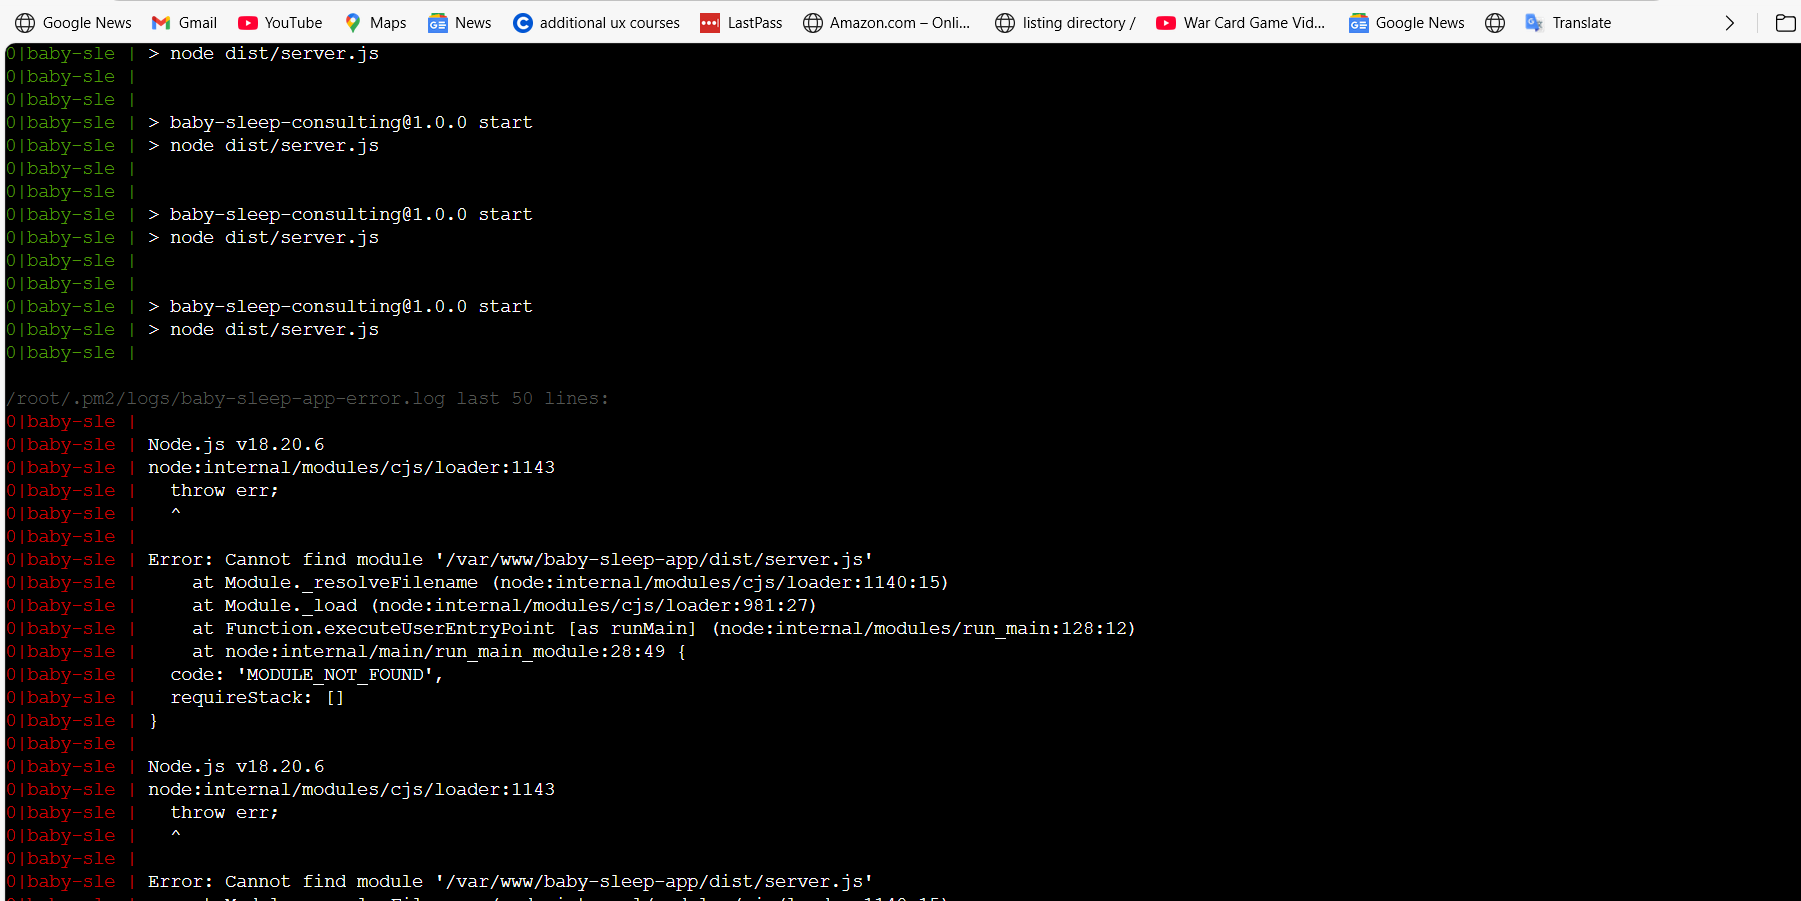 Google News Gmail YouTube Maps News additional ux courses LastPass Amazon.com – Onli... listing directory / War Card Game Vid... Google News Translate
0|baby-sle | > node dist/server.js
0|baby-sle |
0|baby-sle |
0|baby-sle | > baby-sleep-consulting@1.0.0 start
0|baby-sle | > node dist/server.js
0|baby-sle |
0|baby-sle |
0|baby-sle | > baby-sleep-consulting@1.0.0 start
0|baby-sle | > node dist/server.js
0|baby-sle |
0|baby-sle |
0|baby-sle | > baby-sleep-consulting@1.0.0 start
0|baby-sle | > node dist/server.js
0|baby-sle |
/root/.pm2/logs/baby-sleep-app-error.log last 50 lines:
0|baby-sle |
0|baby-sle | Node.js v18.20.6
0|baby-sle | node:internal/modules/cjs/loader:1143
0|baby-sle |   throw err;
0|baby-sle |   ^
0|baby-sle |
0|baby-sle | Error: Cannot find module '/var/www/baby-sleep-app/dist/server.js'
0|baby-sle |     at Module._resolveFilename (node:internal/modules/cjs/loader:1140:15)
0|baby-sle |     at Module._load (node:internal/modules/cjs/loader:981:27)
0|baby-sle |     at Function.executeUserEntryPoint [as runMain] (node:internal/modules/run_main:128:12)
0|baby-sle |     at node:internal/main/run_main_module:28:49 {
0|baby-sle |   code: 'MODULE_NOT_FOUND',
0|baby-sle |   requireStack: []
0|baby-sle | }
0|baby-sle |
0|baby-sle | Node.js v18.20.6
0|baby-sle | node:internal/modules/cjs/loader:1143
0|baby-sle |   throw err;
0|baby-sle |   ^
0|baby-sle |
0|baby-sle | Error: Cannot find module '/var/www/baby-sleep-app/dist/server.js'